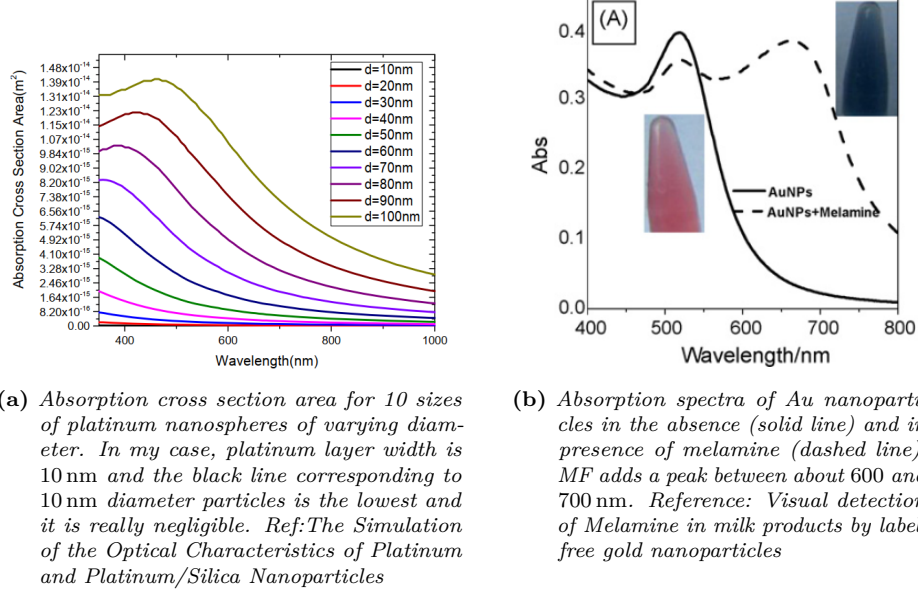 Absorption Cross Section Area(m²)
1.48x10⁻¹⁴
1.39x10⁻¹⁴
1.31x10⁻¹⁴
1.23x10⁻¹⁴
1.15x10⁻¹⁴
1.07x10⁻¹⁴
9.84x10⁻¹⁵
9.02x10⁻¹⁵
8.20x10⁻¹⁵
7.38x10⁻¹⁵
6.56x10⁻¹⁵
5.74x10⁻¹⁵
4.92x10⁻¹⁵
4.10x10⁻¹⁵
3.28x10⁻¹⁵
2.46x10⁻¹⁵
1.64x10⁻¹⁵
8.20x10⁻¹⁶
0.00
d=10nm
d=20nm
d=30nm
d=40nm
d=50nm
d=60nm
d=70nm
d=80nm
d=90nm
d=100nm
400 600 800 1000
Wavelength(nm)
(A)
Abs
0.4
0.3
0.2
0.1
0.0
AuNPs
AuNPs+Melamine
400 500 600 700 800
Wavelength/nm
(a) Absorption cross section area for 10 sizes
of platinum nanospheres of varying diam-
eter. In my case, platinum layer width is
10 nm and the black line corresponding to
10 nm diameter particles is the lowest and
it is really negligible. Ref:The Simulation
of the Optical Characteristics of Platinum
and Platinum/Silica Nanoparticles
(b) Absorption spectra of Au nanoparti
cles in the absence (solid line) and in
presence of melamine (dashed line)
MF adds a peak between about 600 and
700 nm. Reference: Visual detection
of Melamine in milk products by label
free gold nanoparticles